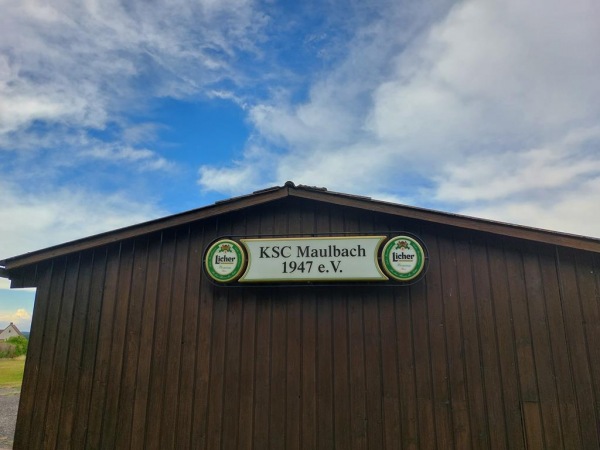 KSC Maulbach
1947 e.V.
Licher
Licher